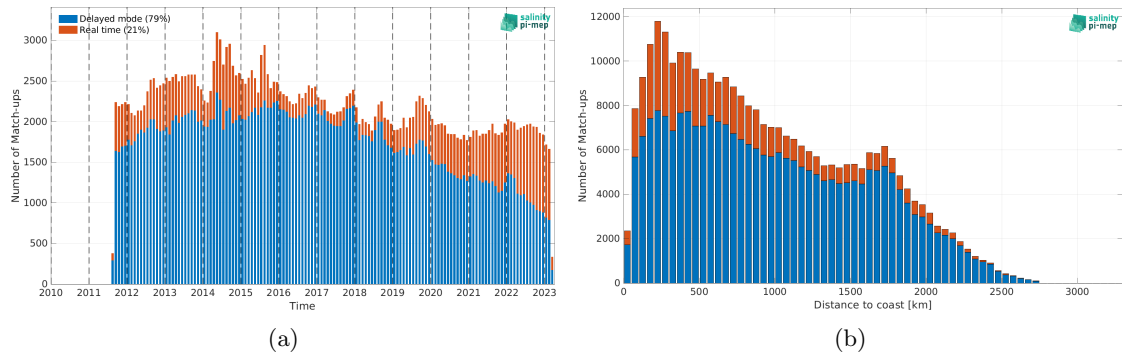 Delayed mode (79%)
Real time (21%)
salinity
pi-mep
Number of Match-ups
3000
2500
2000
1500
1000
500
0
2010 2011 2012 2013 2014 2015 2016 2017 2018 2019 2020 2021 2022 2023
Time
(a)
salinity
pi-mep
Number of Match-ups
12000
10000
8000
6000
4000
2000
0
0 500 1000 1500 2000 2500 3000
Distance to coast [km]
(b)